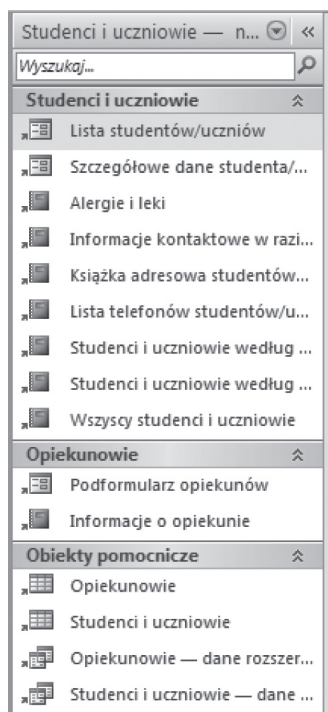 Studenci i uczniowie — n...
Wyszukaj...
Studenci i uczniowie
Lista studentów/uczniów
Szczegółowe dane studenta/...
Alergie i leki
Informacje kontaktowe w razi...
Książka adresowa studentów...
Lista telefonów studentów/u...
Studenci i uczniowie według ...
Studenci i uczniowie według ...
Wszyscy studenci i uczniowie
Opiekunowie
Podformularz opiekunów
Informacje o opiekunie
Obiekty pomocnicze
Opiekunowie
Studenci i uczniowie
Opiekunowie — dane rozszer...
Studenci i uczniowie — dane ...